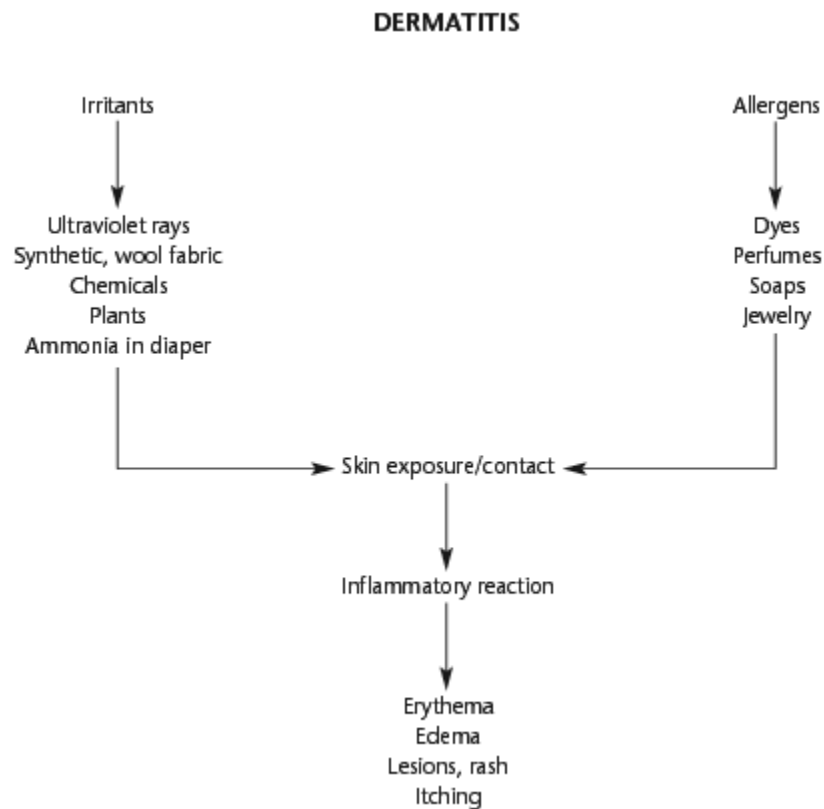 DERMATITIS
Irritants
Allergens
Ultraviolet rays
Synthetic, wool fabric
Chemicals
Plants
Ammonia in diaper
Dyes
Perfumes
Soaps
Jewelry
Skin exposure/contact
Inflammatory reaction
Erythema
Edema
Lesions, rash
Itching